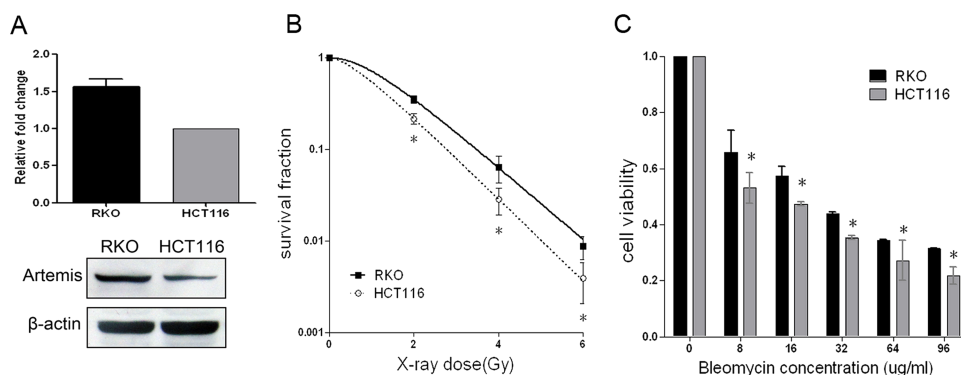 A
Relative fold change
2.0
1.5
1.0
0.5
0.0
RKO
HCT116
RKO HCT116
Artemis
β-actin
B
survival fraction
1
0.1
0.01
0.001
*
*
*
RKO
HCT116
0 2 4 6
X-ray dose(Gy)
C
cell viability
1.0
0.8
0.6
0.4
0.2
0.0
RKO
HCT116
* * * * *
0 8 16 32 64 96
Bleomycin concentration (ug/ml)